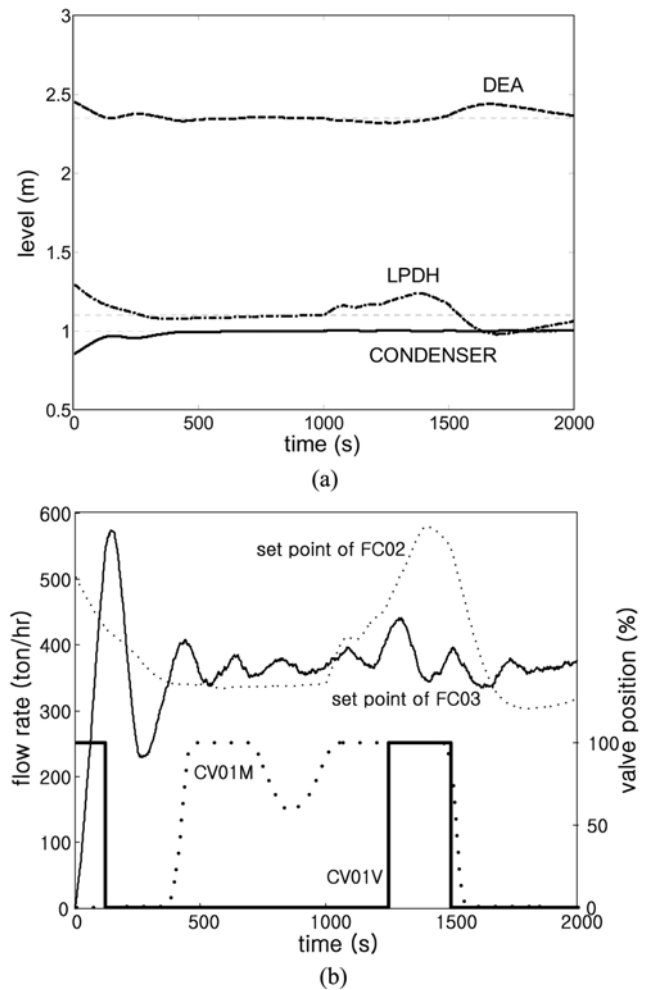 3
DEA
2.5
2
level (m)
1.5
LPDH
1
CONDENSER
0.5
0
500
1000
1500
2000
time (s)
(a)
600
set point of FC02
500
flow rate (ton/hr)
400
300
set point of FC03
200
CV01M
100
CV01V
0
100
50
0
valve position (%)
0
500
1000
1500
2000
time (s)
(b)